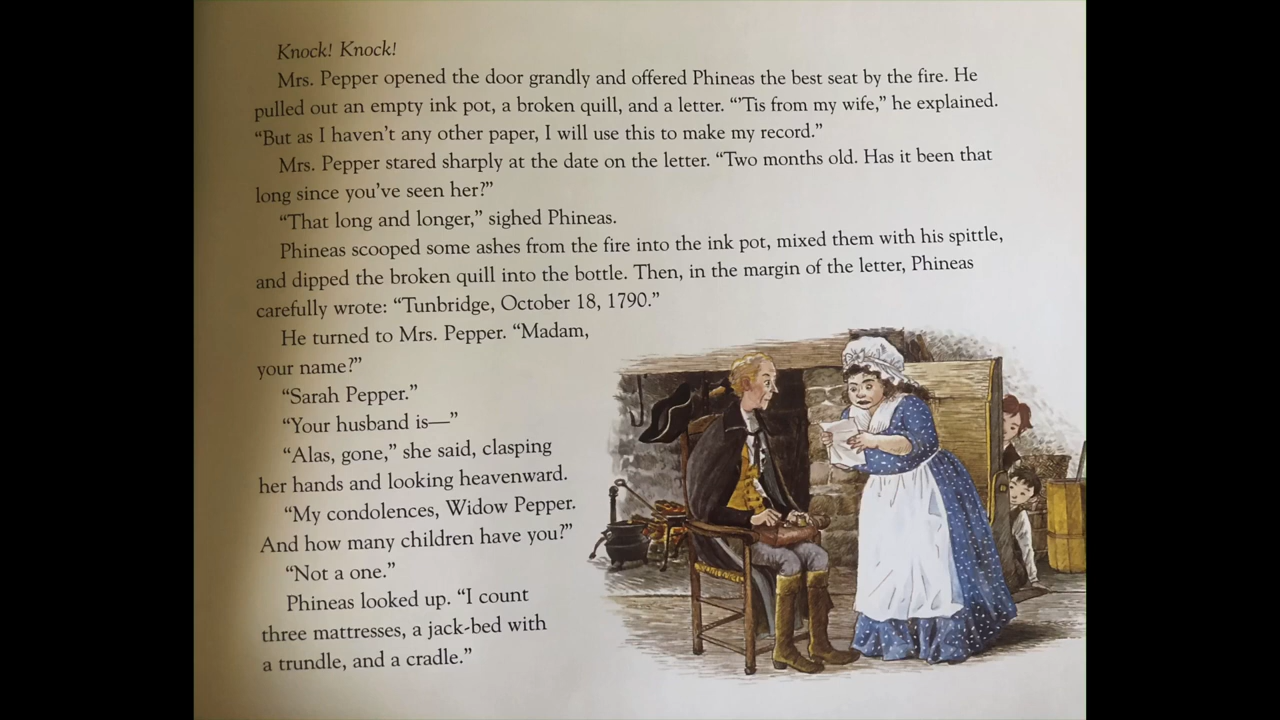 Knock! Knock!
Mrs. Pepper opened the door grandly and offered Phineas the best seat by the fire. He
pulled out an empty ink pot, a broken quill, and a letter. “’Tis from my wife,” he explained.
“But as I haven’t any other paper, I will use this to make my record.”
Mrs. Pepper stared sharply at the date on the letter. “Two months old. Has it been that
long since you’ve seen her?”
“That long and longer,” sighed Phineas.
Phineas scooped some ashes from the fire into the ink pot, mixed them with his spittle,
and dipped the broken quill into the bottle. Then, in the margin of the letter, Phineas
carefully wrote: “Tunbridge, October 18, 1790.”
He turned to Mrs. Pepper. “Madam,
your name?”
“Sarah Pepper.”
“Your husband is—”
“Alas, gone,” she said, clasping
her hands and looking heavenward.
“My condolences, Widow Pepper.
And how many children have you?”
“Not a one.”
Phineas looked up. “I count
three mattresses, a jack-bed with
a trundle, and a cradle.”